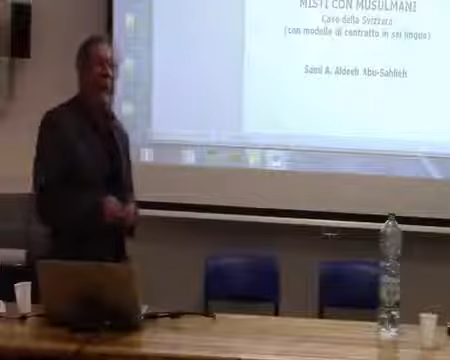 MISTI CON MUSULMANI
Caso della Svizzera
(con modello di contratto in sei lingue)
Sami A. Aldeeb Abu-Sahlieh